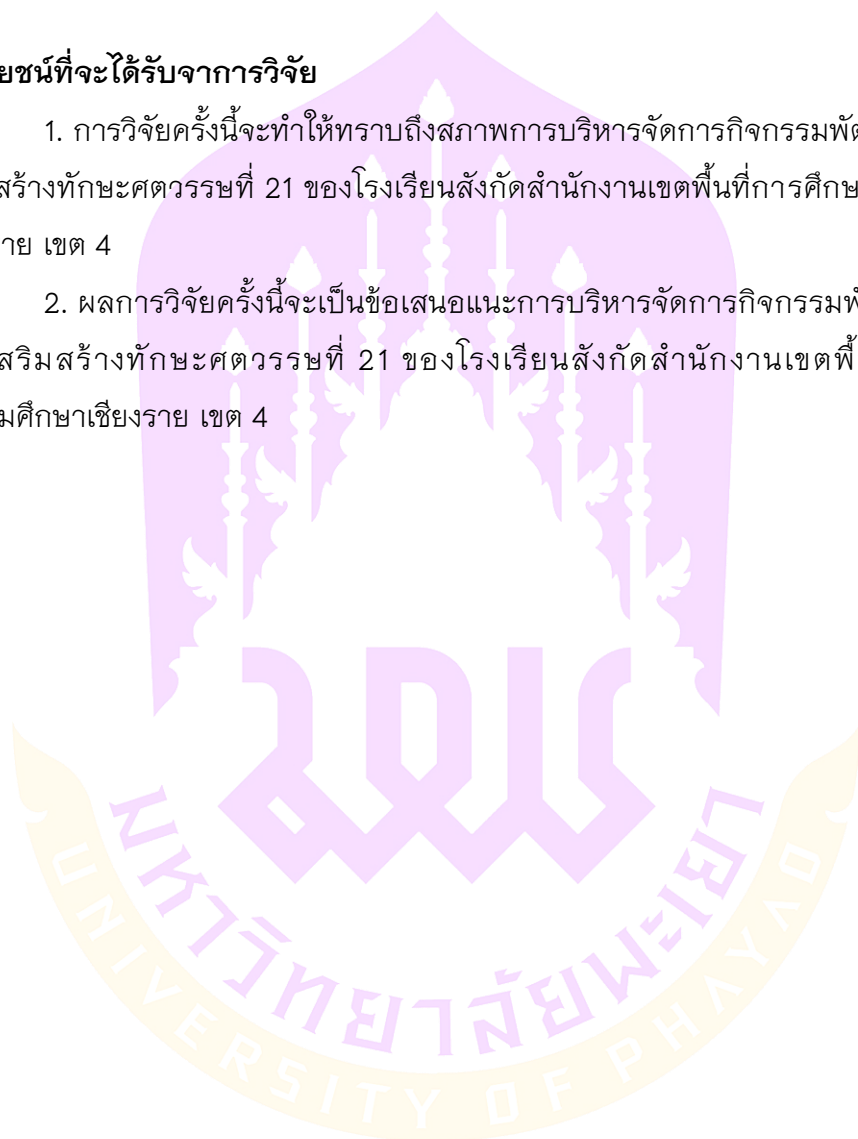 ยชน์ที่จะได้รับจาการวิจัย
1. การวิจัยครั้งนี้จะทำให้ทราบถึงสภาพการบริหารจัดการกิจกรรมพัฒ
สร้างทักษะศตวรรษที่ 21 ของโรงเรียนสังกัดสำนักงานเขตพื้นที่การศึกษ
ราย เขต 4
2. ผลการวิจัยครั้งนี้จะเป็นข้อเสนอแนะการบริหารจัดการกิจกรรมพั
สริมสร้างทักษะศตวรรษที่ 21 ของโรงเรียนสังกัดสำนักงานเขตพื้
มศึกษาเชียงราย เขต 4
มหาวิทยาลัยพะเยา
UNIVERSITY OF PHAYAO